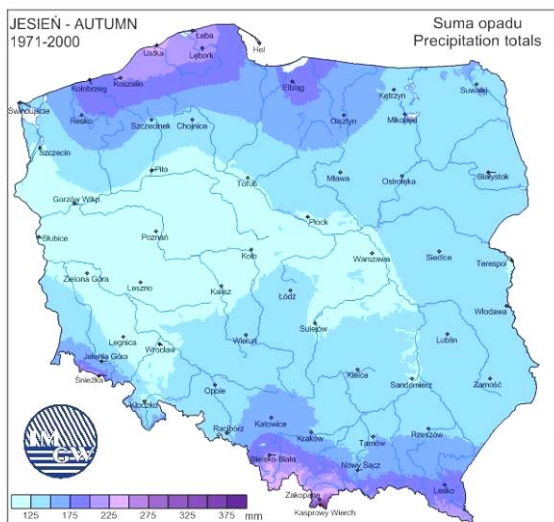 JESIEŃ - AUTUMN
1971-2000
Suma opadu
Precipitation totals
Łeba
Ustka
Hel
Lębork
Koszalin
Kołobrzeg
Elbląg
Suwałki
Kętrzyn
Świnoujście
Resko
Szczecinek
Chojnice
Olsztyn
Mikołajki
Szczecin
Piła
Toruń
Mława
Ostrołęka
Białystok
Gorzów Wlkp.
Płock
Słubice
Poznań
Koło
Warszawa
Siedlce
Terespol
Zielona Góra
Leszno
Kalisz
Łódź
Włodawa
Sulejów
Legnica
Wrocław
Wieluń
Lublin
Jelenia Góra
Śnieżka
Kielce
Sandomierz
Zamość
Opole
Kłodzko
Racibórz
Katowice
Kraków
Tarnów
Rzeszów
Bielsko-Biała
Nowy Sącz
Lesko
Zakopane
Kasprowy Wierch
IMGW
125 175 225 275 325 375 mm